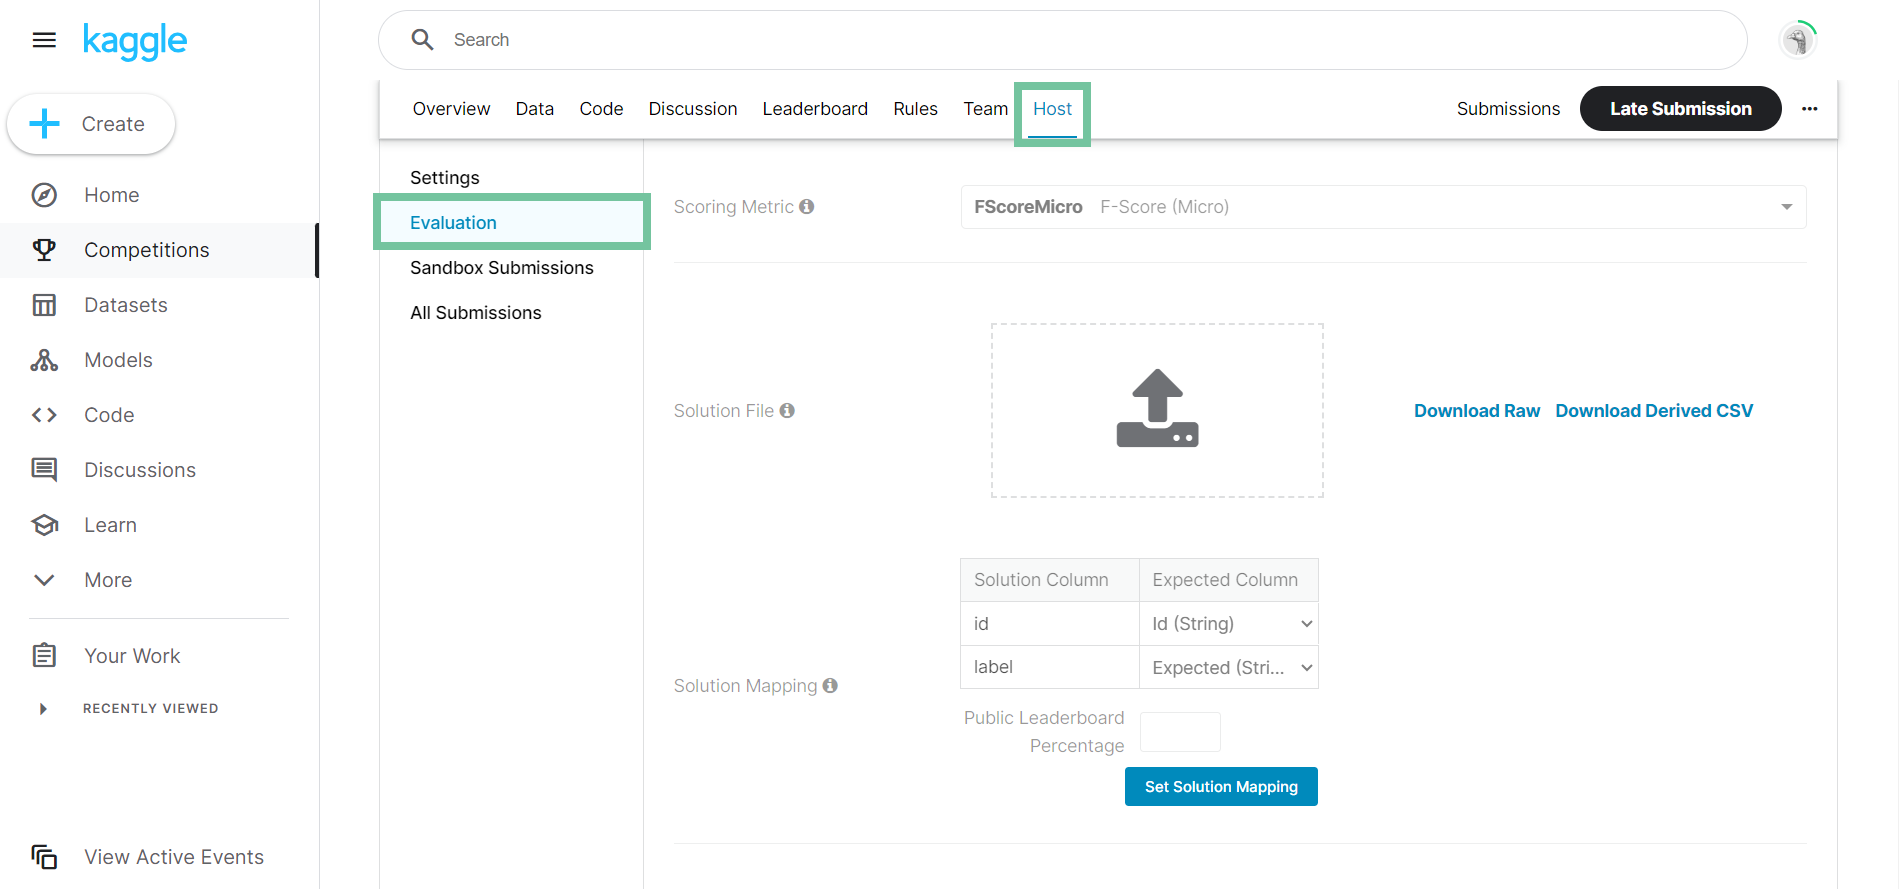 kaggle
Search
Create
Home
Competitions
Datasets
Models
Code
Discussions
Learn
More
Your Work
RECENTLY VIEWED
View Active Events
Overview Data Code Discussion Leaderboard Rules Team Host Submissions Late Submission
Settings
Evaluation
Sandbox Submissions
All Submissions
Scoring Metric FScoreMicro F-Score (Micro)
Solution File Download Raw Download Derived CSV
Solution Mapping
Solution Column Expected Column
id Id (String)
label Expected (Stri...
Public Leaderboard
Percentage
Set Solution Mapping